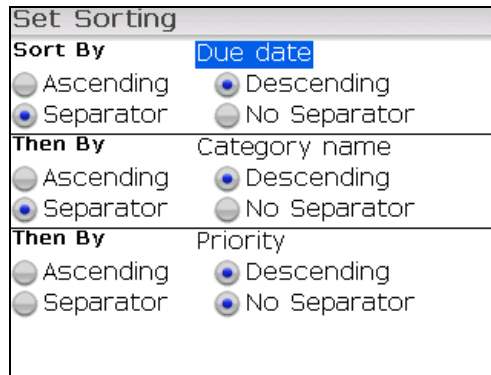 Set Sorting
Sort By Due date
Ascending Descending
Separator No Separator
Then By Category name
Ascending Descending
Separator No Separator
Then By Priority
Ascending Descending
Separator No Separator